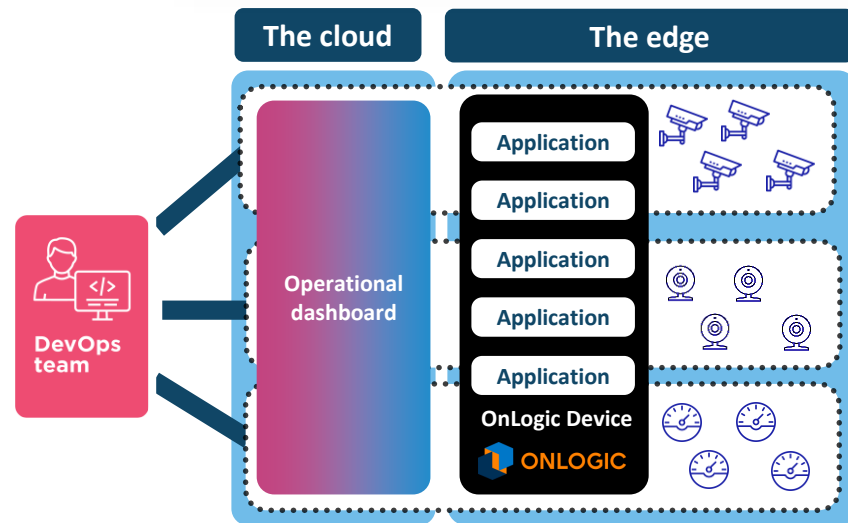 The cloud
The edge
Application
Application
Application
Application
Application
Operational
dashboard
</>
DevOps
team
OnLogic Device
ONLOGIC